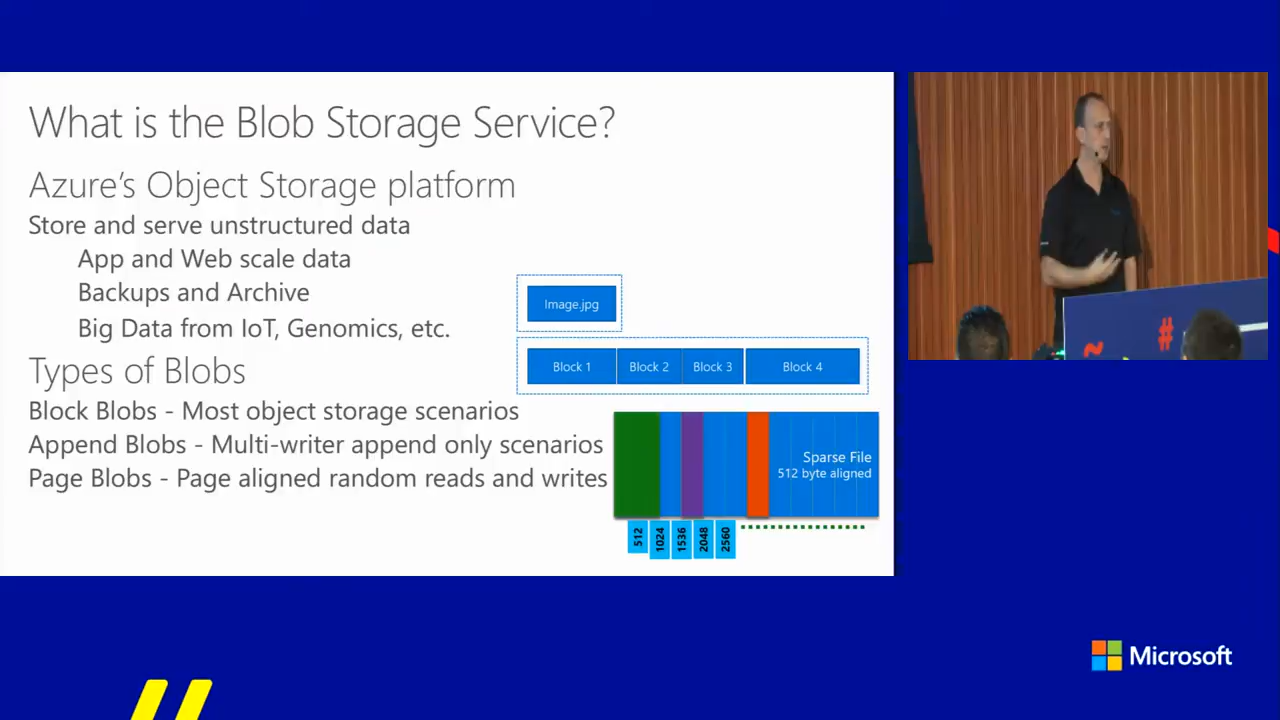 What is the Blob Storage Service?
Azure's Object Storage platform
Store and serve unstructured data
App and Web scale data
Backups and Archive
Big Data from IoT, Genomics, etc.
Types of Blobs
Block Blobs - Most object storage scenarios
Append Blobs - Multi-writer append only scenarios
Page Blobs - Page aligned random reads and writes
Image.jpg
Block 1 Block 2 Block 3 Block 4
Sparse File
512 byte aligned
512 1024 1536 2048 2560
~ #
Microsoft
//